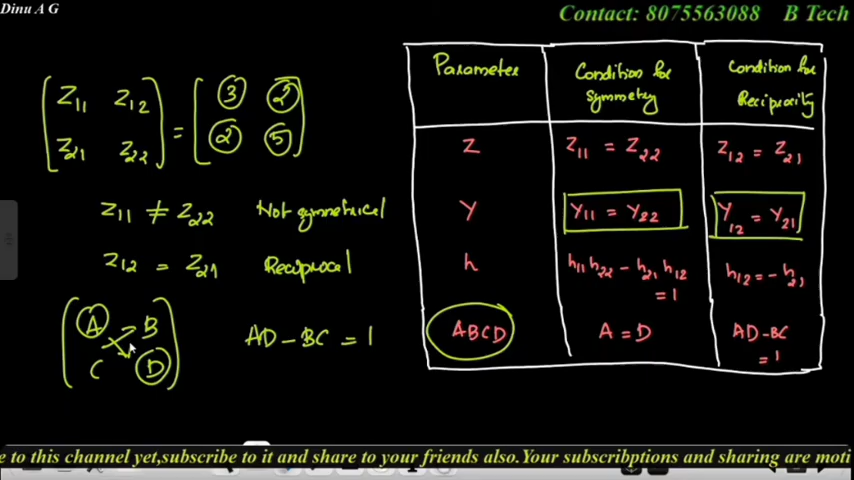 Dinu A G
Contact: 8075563088 B Tech
Z11 Z12
Z21 Z22
=
3 2
2 5
Z11 ≠ Z22 Not symmetrical
Z12 = Z21 Reciprocal
A B
C D
AD - BC = 1
Parameter Condition for Symmetry Condition for Reciprocity
Z Z11 = Z22 Z12 = Z21
Y Y11 = Y22 Y12 = Y21
h h11 h22 - h21 h12 = 1 h12 = - h21
ABCD A = D AD - BC = 1
e to this channel yet,subscribe to it and share to your friends also.Your subscribptions and sharing are moti